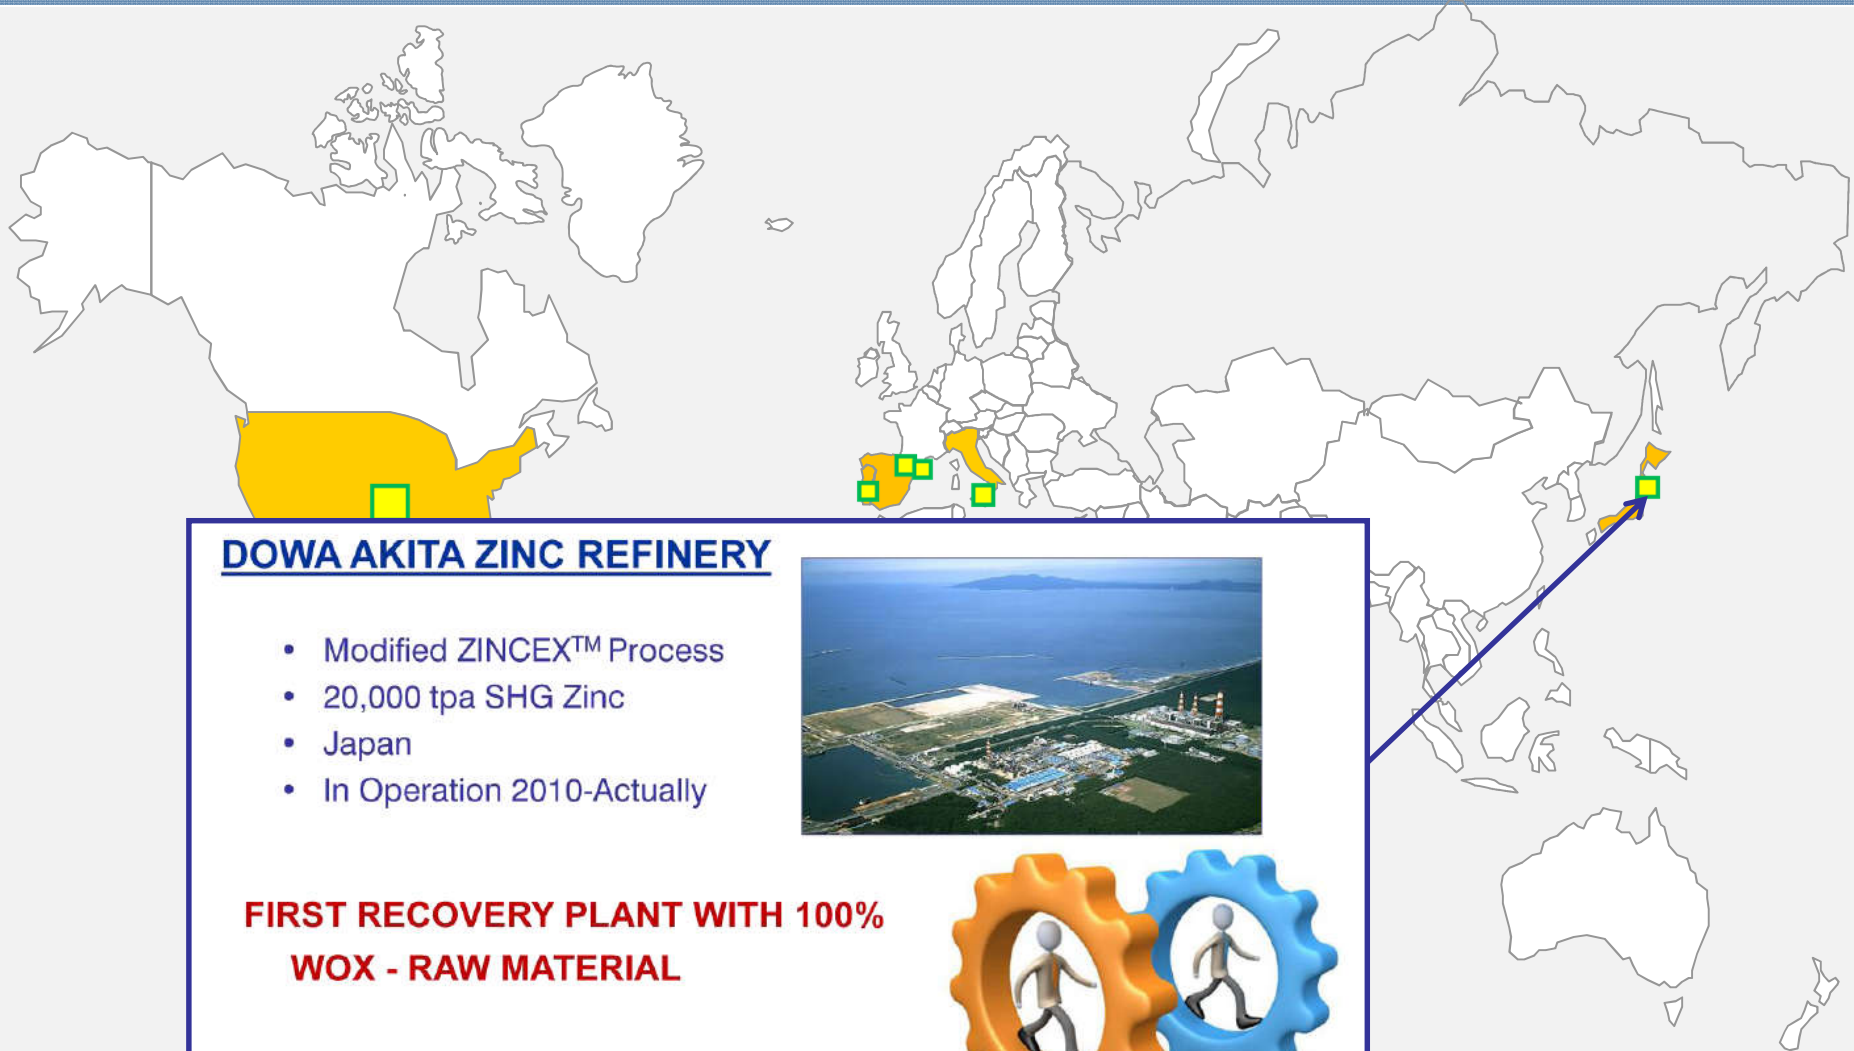 DOWA AKITA ZINC REFINERY
• Modified ZINCEX™ Process
• 20,000 tpa SHG Zinc
• Japan
• In Operation 2010-Actually
FIRST RECOVERY PLANT WITH 100%
WOX - RAW MATERIAL